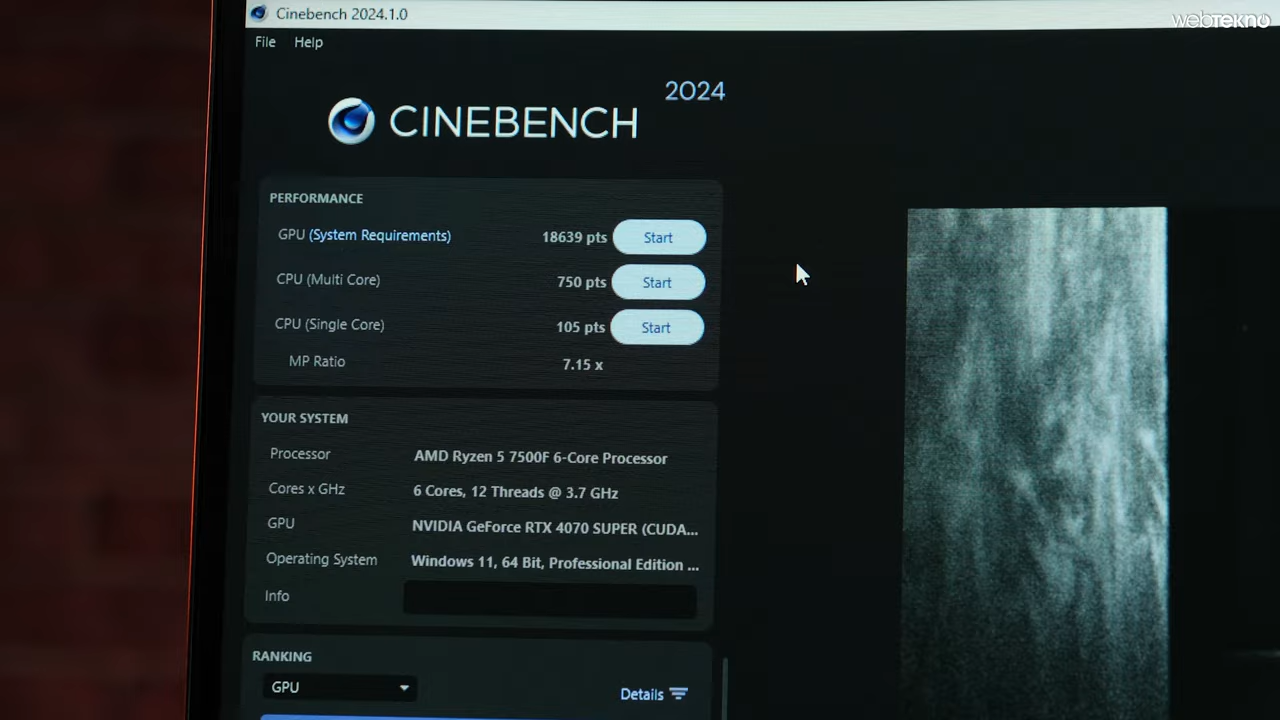 Cinebench 2024.1.0
webTEKNO
File Help
CINEBENCH 2024
PERFORMANCE
GPU (System Requirements) 18639 pts Start
CPU (Multi Core) 750 pts Start
CPU (Single Core) 105 pts Start
MP Ratio 7.15 x
YOUR SYSTEM
Processor AMD Ryzen 5 7500F 6-Core Processor
Cores x GHz 6 Cores, 12 Threads @ 3.7 GHz
GPU NVIDIA GeForce RTX 4070 SUPER (CUDA...
Operating System Windows 11, 64 Bit, Professional Edition ...
Info
RANKING
GPU Details